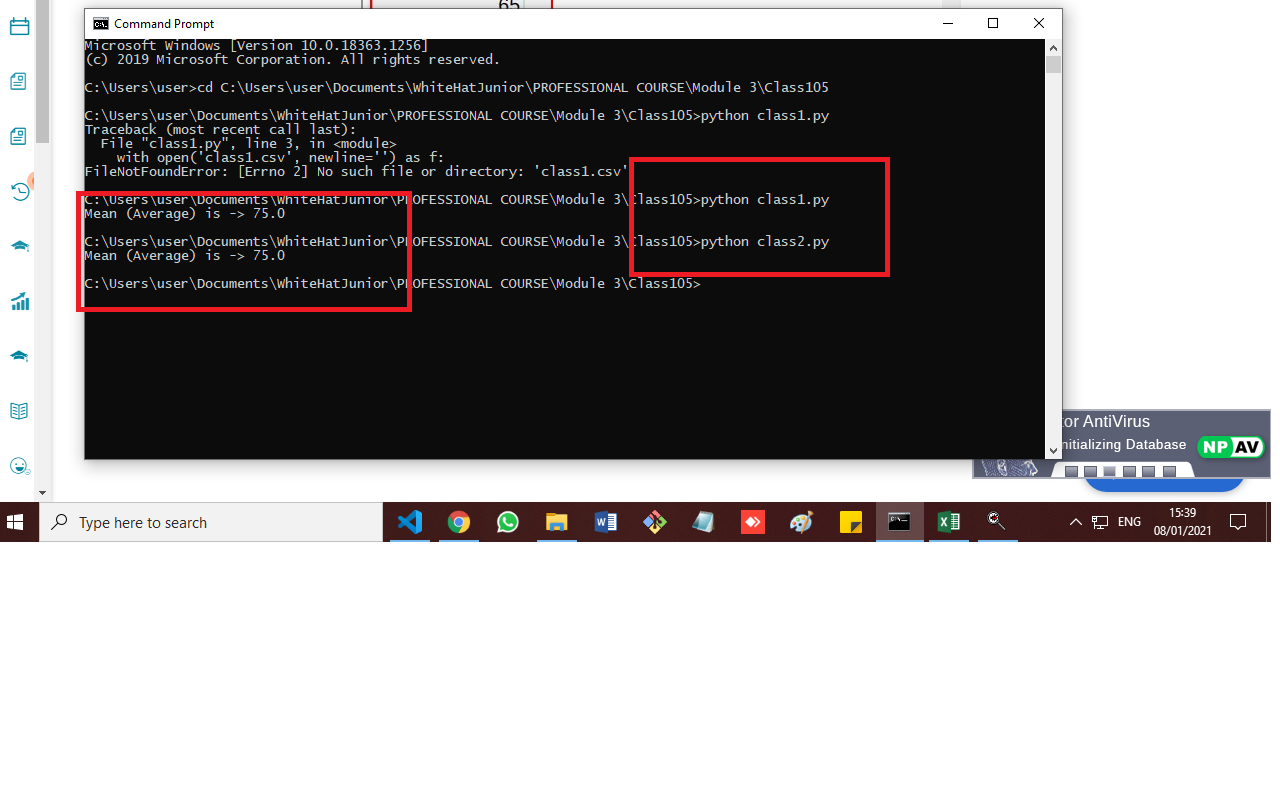 65
Command Prompt
Microsoft Windows [Version 10.0.18363.1256]
(c) 2019 Microsoft Corporation. All rights reserved.
C:\Users\user>cd C:\Users\user\Documents\WhiteHatJunior\PROFESSIONAL COURSE\Module 3\Class105
C:\Users\user\Documents\WhiteHatJunior\PROFESSIONAL COURSE\Module 3\Class105>python class1.py
Traceback (most recent call last):
  File "class1.py", line 3, in <module>
    with open('class1.csv', newline='') as f:
FileNotFoundError: [Errno 2] No such file or directory: 'class1.csv'
C:\Users\user\Documents\WhiteHatJunior\PROFESSIONAL COURSE\Module 3\Class105>python class1.py
Mean (Average) is -> 75.0
C:\Users\user\Documents\WhiteHatJunior\PROFESSIONAL COURSE\Module 3\Class105>python class2.py
Mean (Average) is -> 75.0
C:\Users\user\Documents\WhiteHatJunior\PROFESSIONAL COURSE\Module 3\Class105>
tor AntiVirus
nitializing Database
NP AV
Type here to search
ENG
15:39
08/01/2021